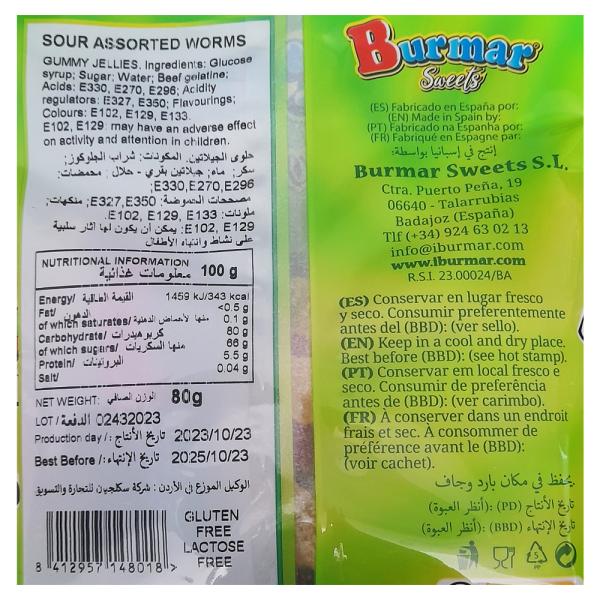 SOUR ASSORTED WORMS
GUMMY JELLIES. Ingredients: Glucose
syrup; Sugar; Water; Beef gelatine;
Acids: E330, E270, E296; Acidity
regulators: E327, E350; Flavourings;
Colours: E102, E129, E133.
E102, E129: may have an adverse effect
on activity and attention in children.
حلوى الجيلاتين. المكونات: شراب الجلوكوز;
سكر; ماء; جيلاتين بقري - حلال; محمضات:
E330,E270,E296;
مصححات الحموضة: E327,E350; منكهات;
ملونات: E102, E129, E133.
E102, E129: يمكن أن يكون لها آثار سلبية
على نشاط وانتباه الأطفال
NUTRITIONAL INFORMATION
معلومات غذائية 100 g
Energy/ القيمة الطاقية 1459 kJ/343 kcal
Fat/ الدهون <0.5 g
of which saturates/ منها لأحماض الدهنية 0.1 g
Carbohydrate/ كربوهيدرات 80 g
of which sugars/ منها السكريات 66 g
Protein/ البروتينات 5.5 g
Salt/ 0.04 g
NET WEIGHT: الوزن الصافي 80g
LOT / الدفعة: 02432023
Production day /: تاريخ الأنتاج: 2023/10/23
Best Before /: تاريخ الإنتهاء: 2025/10/23
الوكيل الموزع في الأردن: شركة سكلجيان للتجارة والتسويق
GLUTEN
FREE
LACTOSE
FREE
8 412957 148018 >
Burmar
Sweets
(ES) Fabricado en España por:
(EN) Made in Spain by:
(PT) Fabricado na Espanha por:
(FR) Fabriqué en Espagne par:
إنتج في إسبانيا بواسطة:
Burmar Sweets S.L.
Ctra. Puerto Peña, 19
06640 - Talarrubias
Badajoz (España)
Tlf (+34) 924 63 02 13
info@iburmar.com
www.iburmar.com
R.S.I. 23.00024/BA
(ES) Conservar en lugar fresco
y seco. Consumir preferentemente
antes del (BBD): (ver sello).
(EN) Keep in a cool and dry place.
Best before (BBD): (see hot stamp).
(PT) Conservar em local fresco e
seco. Consumir de preferência
antes de (BBD): (ver carimbo).
(FR) À conserver dans un endroit
frais et sec. À consommer de
préférence avant le (BBD):
(voir cachet).
يحفظ في مكان بارد وجاف
تاريخ الأنتاج (PD): (أنظر العبوة)
تاريخ الإنتهاء (BBD): (أنظر العبوة)
5